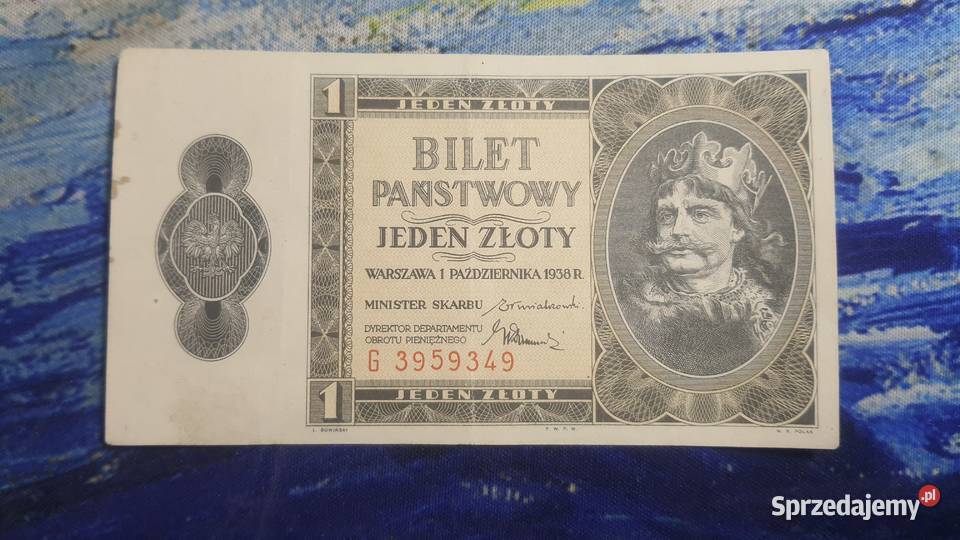 1 JEDEN ZŁOTY
BILET
PAŃSTWOWY
JEDEN ZŁOTY
WARSZAWA 1 PAŹDZIERNIKA 1938 R.
MINISTER SKARBU
DYREKTOR DEPARTAMENTU
OBROTU PIENIĘŻNEGO
G 3959349
1 JEDEN ZŁOTY
P. W. P. W.
Sprzedajemy.pl